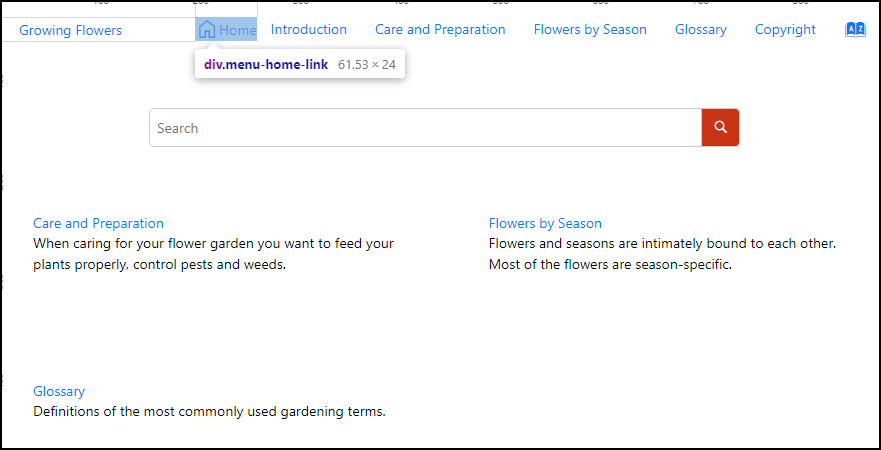 Growing Flowers Home Introduction Care and Preparation Flowers by Season Glossary Copyright A Z
div.menu-home-link 61.53 × 24
Search
Care and Preparation
When caring for your flower garden you want to feed your
plants properly, control pests and weeds.
Flowers by Season
Flowers and seasons are intimately bound to each other.
Most of the flowers are season-specific.
Glossary
Definitions of the most commonly used gardening terms.